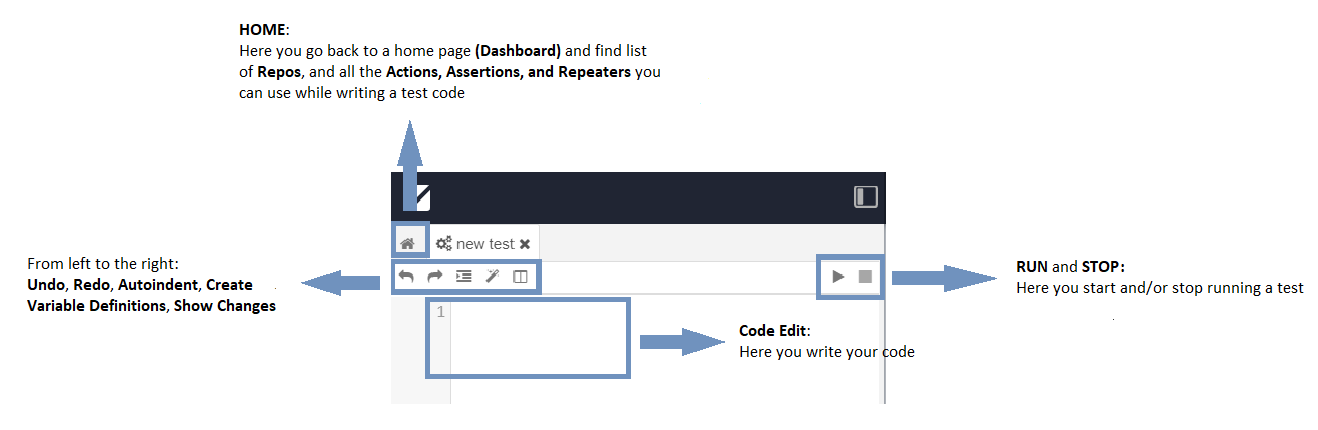 HOME:
Here you go back to a home page (Dashboard) and find list
of Repos, and all the Actions, Assertions, and Repeaters you
can use while writing a test code
new test
From left to the right:
Undo, Redo, Autoindent, Create
Variable Definitions, Show Changes
RUN and STOP:
Here you start and/or stop running a test
1
Code Edit:
Here you write your code